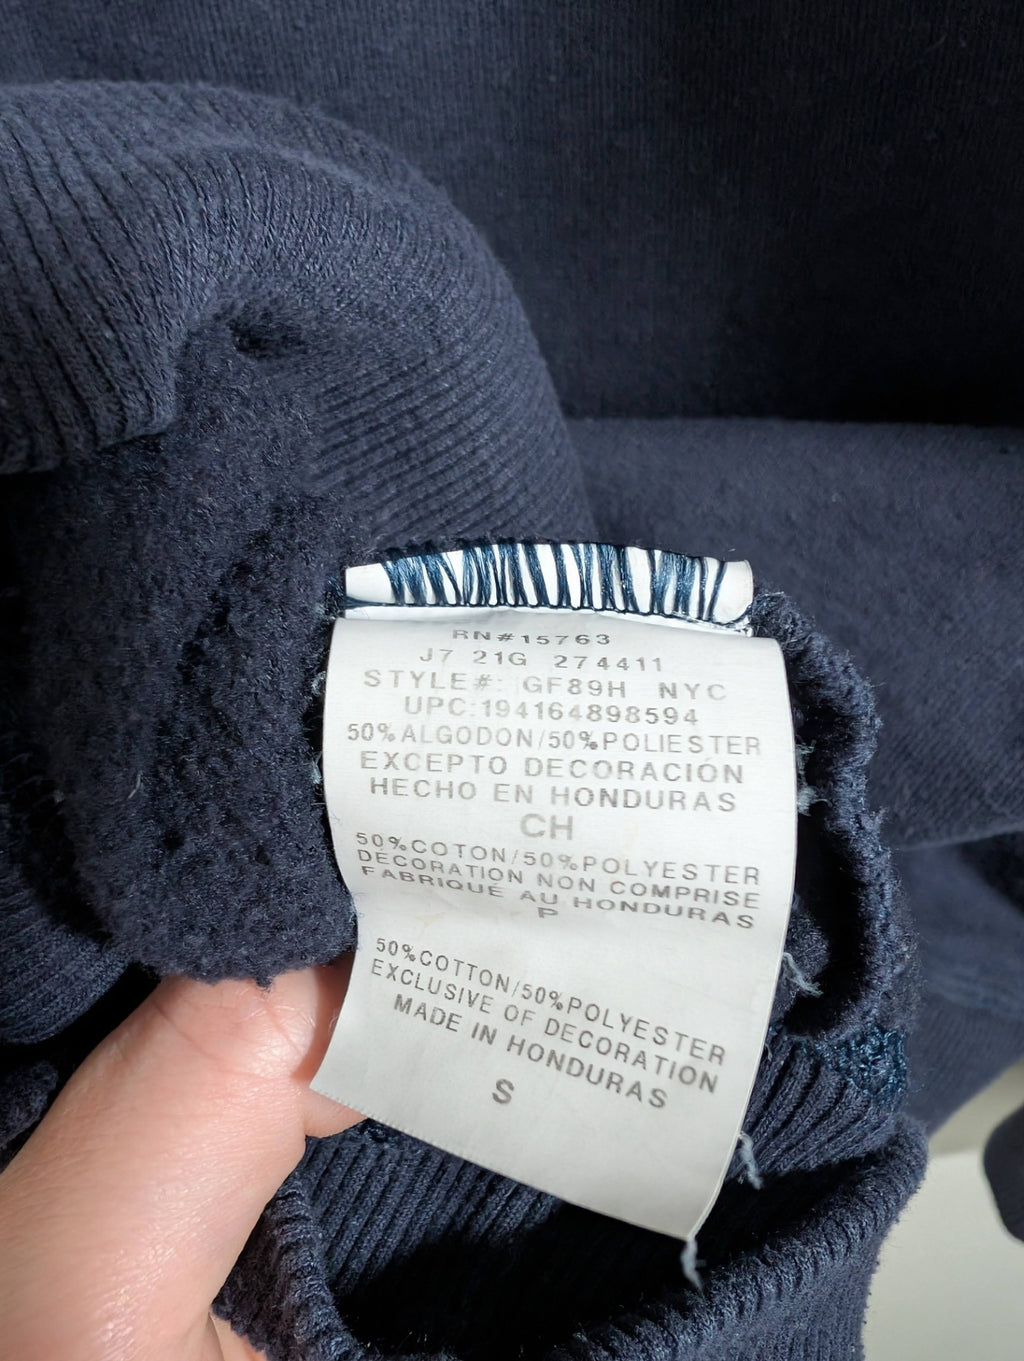 RN#15763
J7 21G 274411
STYLE#: GF89H NYC
UPC:194164898594
50%ALGODON/50%POLIESTER
EXCEPTO DECORACIÓN
HECHO EN HONDURAS
CH
50%COTON/50%POLYESTER
DÉCORATION NON COMPRISE
FABRIQUÉ AU HONDURAS
P
50%COTTON/50%POLYESTER
EXCLUSIVE OF DECORATION
MADE IN HONDURAS
S